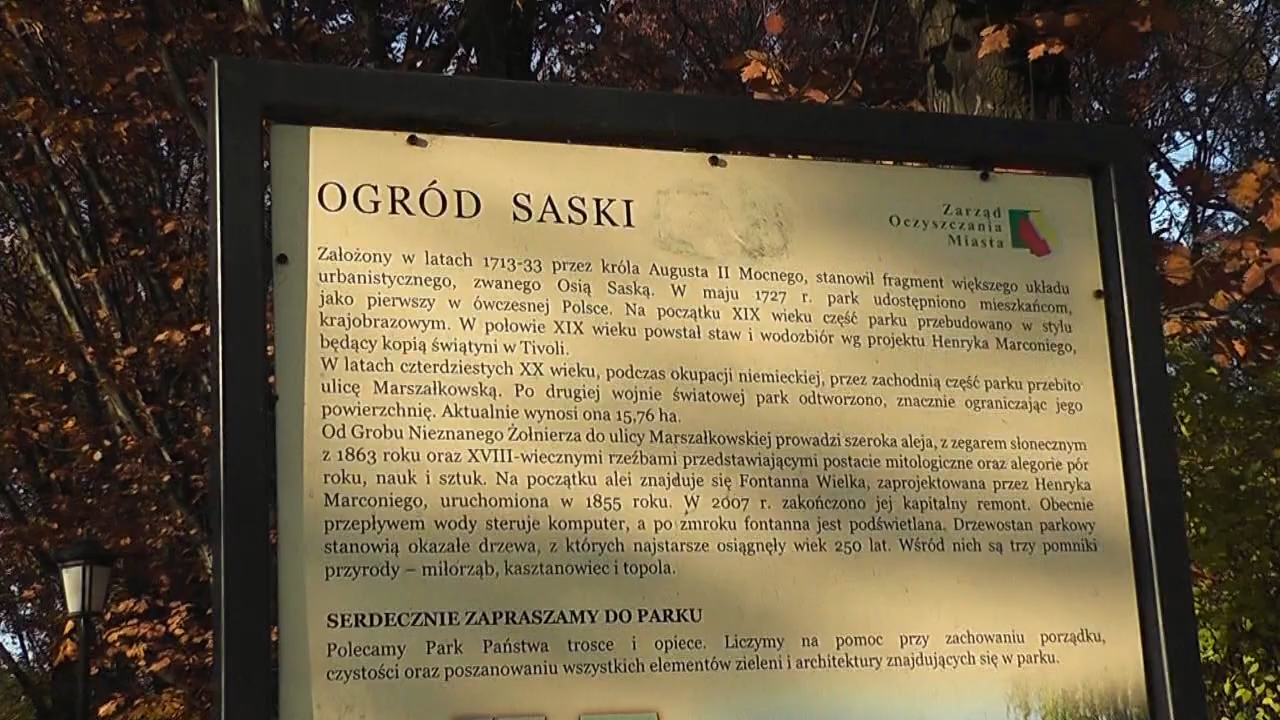 OGRÓD SASKI
Zarząd
Oczyszczania
Miasta
Założony w latach 1713-33 przez króla Augusta II Mocnego, stanowił fragment większego układu
urbanistycznego, zwanego Osią Saską. W maju 1727 r. park udostępniono mieszkańcom,
jako pierwszy w ówczesnej Polsce. Na początku XIX wieku część parku przebudowano w stylu
krajobrazowym. W połowie XIX wieku powstał staw i wodozbiór wg projektu Henryka Marconiego,
będący kopią świątyni w Tivoli.
W latach czterdziestych XX wieku, podczas okupacji niemieckiej, przez zachodnią część parku przebito
ulicę Marszałkowską. Po drugiej wojnie światowej park odtworzono, znacznie ograniczając jego
powierzchnię. Aktualnie wynosi ona 15,76 ha.
Od Grobu Nieznanego Żołnierza do ulicy Marszałkowskiej prowadzi szeroka aleja, z zegarem słonecznym
z 1863 roku oraz XVIII-wiecznymi rzeźbami przedstawiającymi postacie mitologiczne oraz alegorie pór
roku, nauk i sztuk. Na początku alei znajduje się Fontanna Wielka, zaprojektowana przez Henryka
Marconiego, uruchomiona w 1855 roku. W 2007 r. zakończono jej kapitalny remont. Obecnie
przepływem wody steruje komputer, a po zmroku fontanna jest podświetlana. Drzewostan parkowy
stanowią okazałe drzewa, z których najstarsze osiągnęły wiek 250 lat. Wśród nich są trzy pomniki
przyrody – miłorząb, kasztanowiec i topola.
SERDECZNIE ZAPRASZAMY DO PARKU
Polecamy Park Państwa trosce i opiece. Liczymy na pomoc przy zachowaniu porządku,
czystości oraz poszanowaniu wszystkich elementów zieleni i architektury znajdujących się w parku.